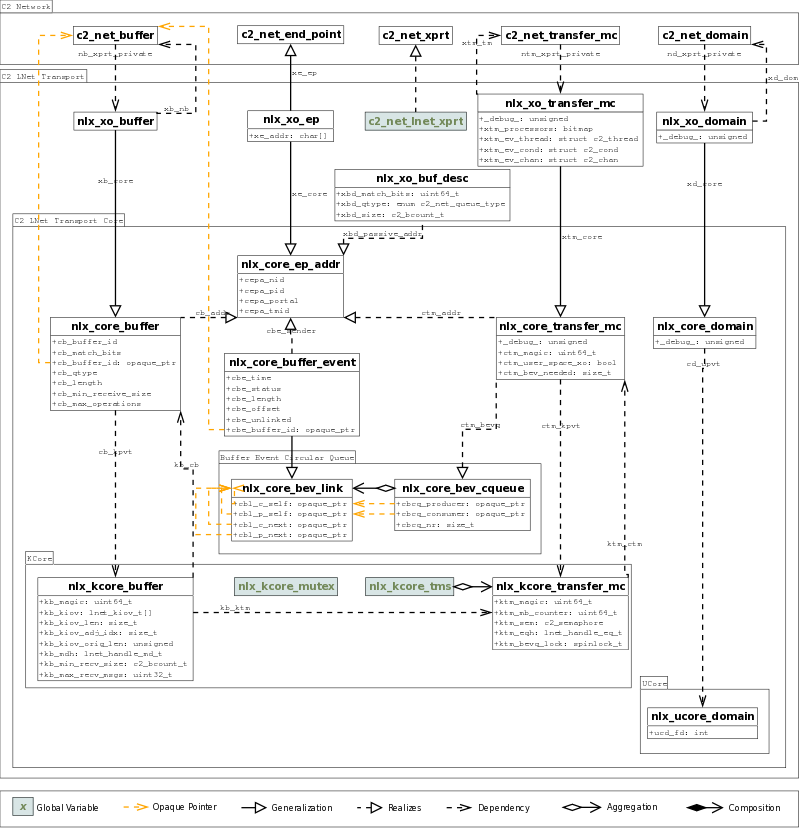 C2 Network
c2_net_buffer
c2_net_end_point
c2_net_xprt
c2_net_transfer_mc
c2_net_domain
nb_xprt_private
xtm_tm
ntm_xprt_private
nd_xprt_private
C2 LNet Transport
xe_ep
xd_dom
nlx_xo_buffer
xb_nb
nlx_xo_ep
+xe_addr: char[]
c2_net_lnet_xprt
nlx_xo_transfer_mc
+_debug_: unsigned
+xtm_processors: bitmap
+xtm_ev_thread: struct c2_thread
+xtm_ev_cond: struct c2_cond
+xtm_ev_chan: struct c2_chan
nlx_xo_domain
+_debug_: unsigned
xb_core
xe_core
nlx_xo_buf_desc
+xbd_match_bits: uint64_t
+xbd_qtype: enum c2_net_queue_type
+xbd_size: c2_bcount_t
xd_core
C2 LNet Transport Core
xbd_passive_addr
xtm_core
nlx_core_ep_addr
+cepa_nid
+cepa_pid
+cepa_portal
+cepa_tmid
cb_addr
ctm_addr
nlx_core_buffer
+cb_buffer_id
+cb_match_bits
+cb_buffer_id: opaque_ptr
+cb_qtype
+cb_length
+cb_min_receive_size
+cb_max_operations
cbe_sender
nlx_core_transfer_mc
+_debug_: unsigned
+ctm_magic: uint64_t
+ctm_user_space_xo: bool
+ctm_bev_needed: size_t
nlx_core_domain
+_debug_: unsigned
nlx_core_buffer_event
+cbe_time
+cbe_status
+cbe_length
+cbe_offset
+cbe_unlinked
+cbe_buffer_id: opaque_ptr
cd_upvt
ctm_bevq
ctm_kpvt
cb_kpvt
kb_cb
Buffer Event Circular Queue
nlx_core_bev_link
+cbl_c_self: opaque_ptr
+cbl_p_self: opaque_ptr
+cbl_c_next: opaque_ptr
+cbl_p_next: opaque_ptr
nlx_core_bev_cqueue
+cbcq_producer: opaque_ptr
+cbcq_consumer: opaque_ptr
+cbcq_nr: size_t
ktm_ctm
KCore
nlx_kcore_buffer
+kb_magic: uint64_t
+kb_kiov: lnet_kiov_t[]
+kb_kiov_len: size_t
+kb_kiov_adj_idx: size_t
+kb_kiov_orig_len: unsigned
+kb_mdh: lnet_handle_md_t
+kb_min_recv_size: c2_bcount_t
+kb_max_recv_msgs: uint32_t
nlx_kcore_mutex
nlx_kcore_tms
nlx_kcore_transfer_mc
+ktm_magic: uint64_t
+ktm_mb_counter: uint64_t
+ktm_sem: c2_semaphore
+ktm_eqh: lnet_handle_eq_t
+ktm_bevq_lock: spinlock_t
kb_ktm
UCore
nlx_ucore_domain
+ucd_fd: int
x
Global Variable
Opaque Pointer
Generalization
Realizes
Dependency
Aggregation
Composition